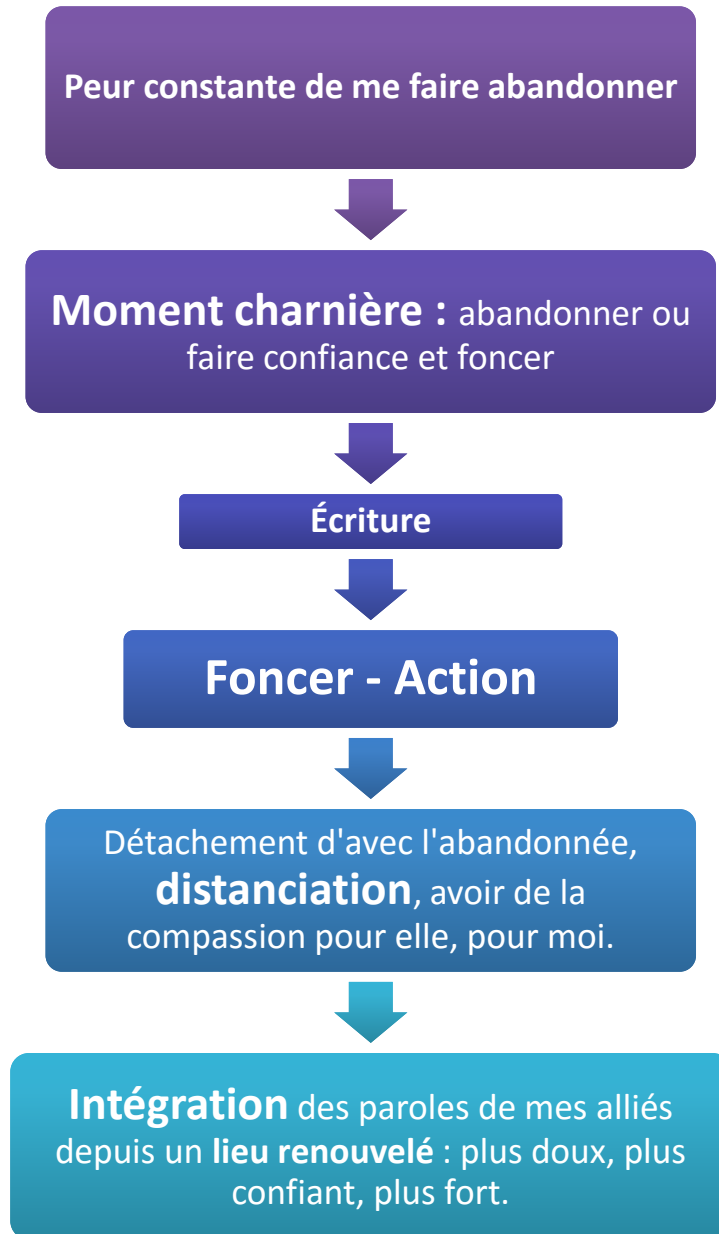 Peur constante de me faire abandonner
Moment charnière : abandonner ou
faire confiance et foncer
Écriture
Foncer - Action
Détachement d'avec l'abandonnée,
distanciation, avoir de la
compassion pour elle, pour moi.
Intégration des paroles de mes alliés
depuis un lieu renouvelé : plus doux, plus
confiant, plus fort.